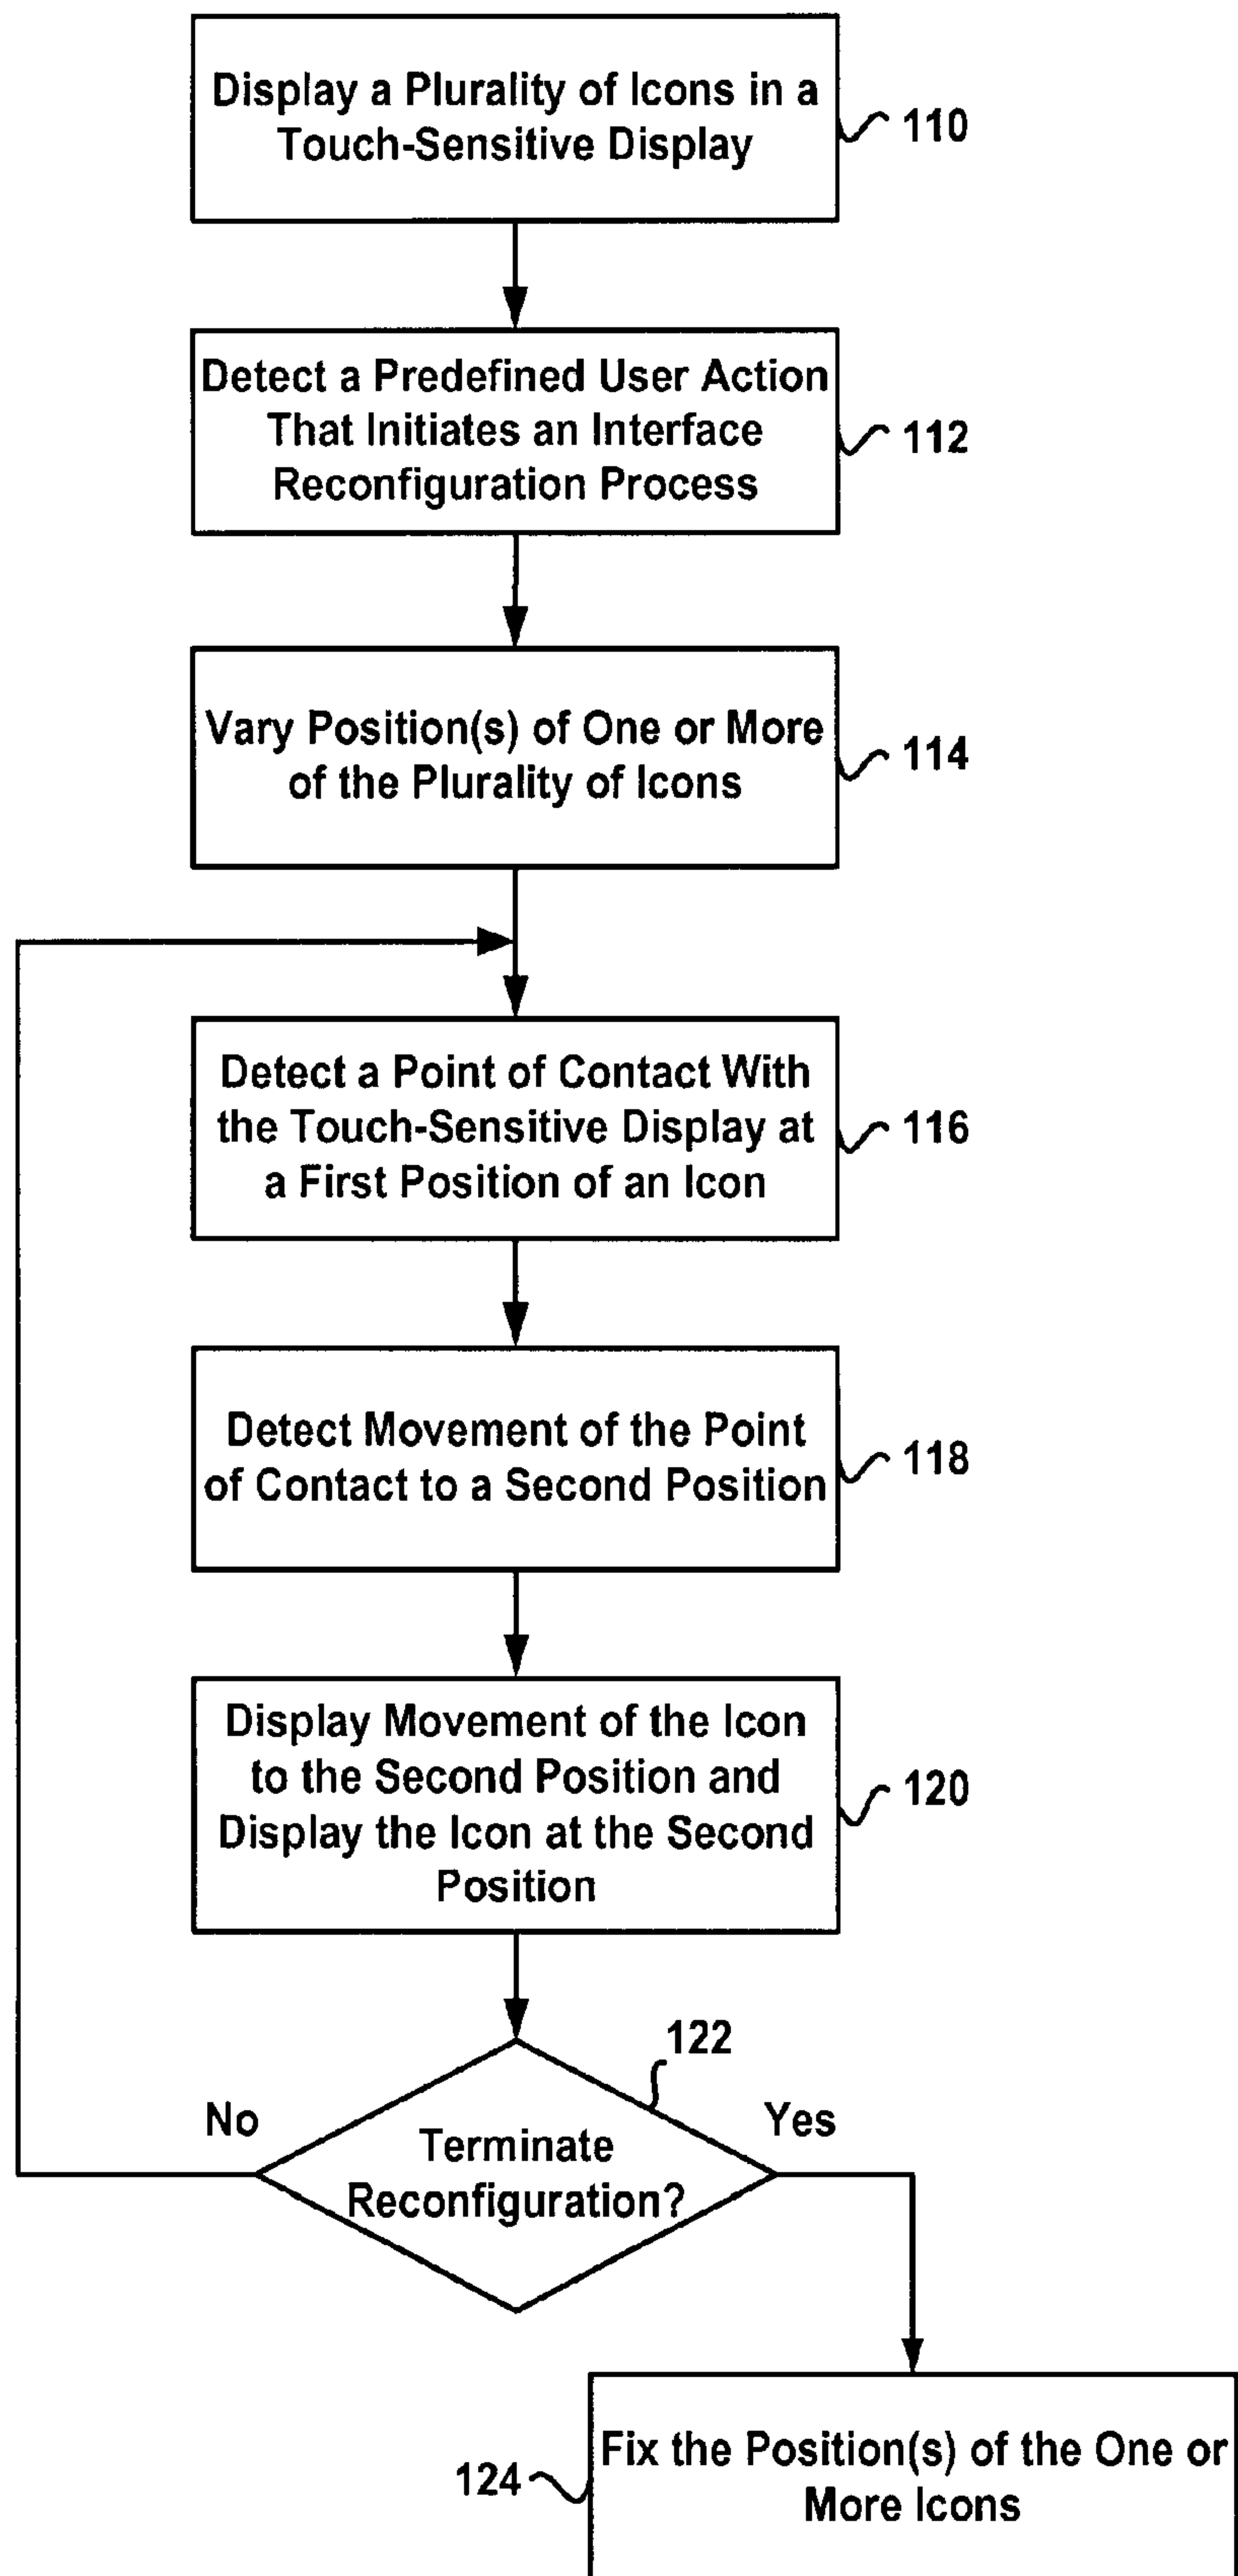 Display a Plurality of Icons in a
Touch-Sensitive Display
110
Detect a Predefined User Action
That Initiates an Interface
Reconfiguration Process
112
Vary Position(s) of One or More
of the Plurality of Icons
114
Detect a Point of Contact With
the Touch-Sensitive Display at
a First Position of an Icon
116
Detect Movement of the Point
of Contact to a Second Position
118
Display Movement of the Icon
to the Second Position and
Display the Icon at the Second
Position
120
122
No
Yes
Terminate
Reconfiguration?
124
Fix the Position(s) of the One or
More Icons